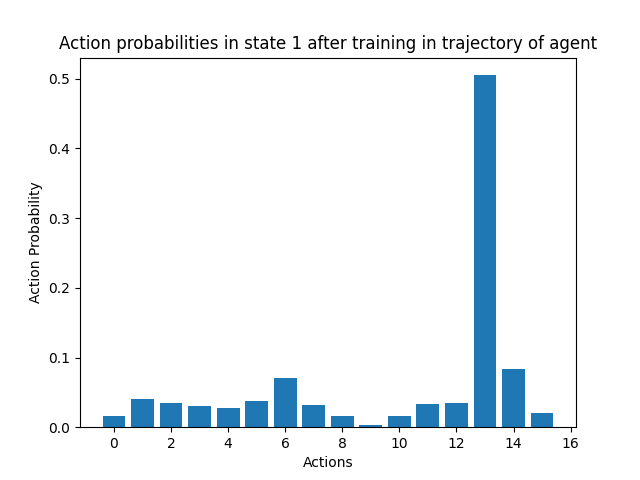 Action probabilities in state 1 after training in trajectory of agent
0.5
0.4
0.3
0.2
0.1
0.0
Action Probability
0 2 4 6 8 10 12 14 16
Actions